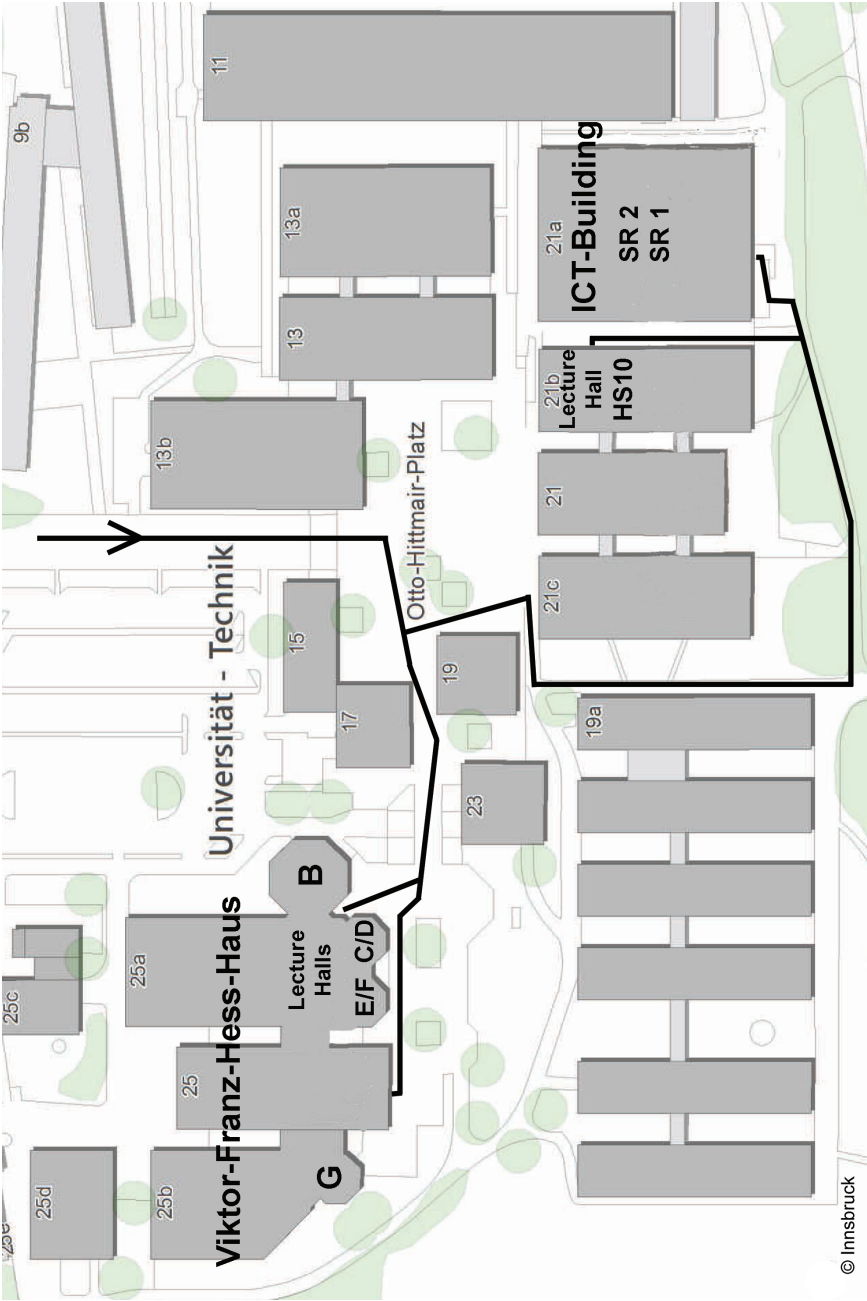 11
9b
13a
13
13b
21a
ICT-Building
SR 2
SR 1
21b
Lecture
Hall
HS10
21
21c
Otto-Hittmair-Platz
Universität - Technik
15
17
19
19a
23
B
C/D
E/F
Lecture
Halls
Viktor-Franz-Hess-Haus
25a
25c
25
25b
G
25d
25e
© Innsbruck